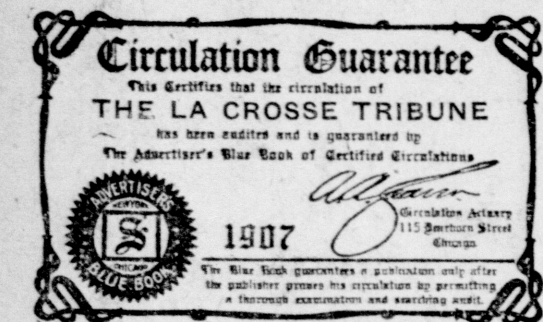 Circulation Guarantee
This Certifies that the circulation of
THE LA CROSSE TRIBUNE
has been audited and is guaranteed by
The Advertiser's Blue Book of Certified Circulations
ADVERTISERS
NEW YORK
S
CHICAGO
BLUE BOOK
1907
Circulation Actuary
115 Dearborn Street
Chicago
The Blue Book guarantees a publication only after
the publisher proves his circulation by permitting
a thorough examination and searching audit.